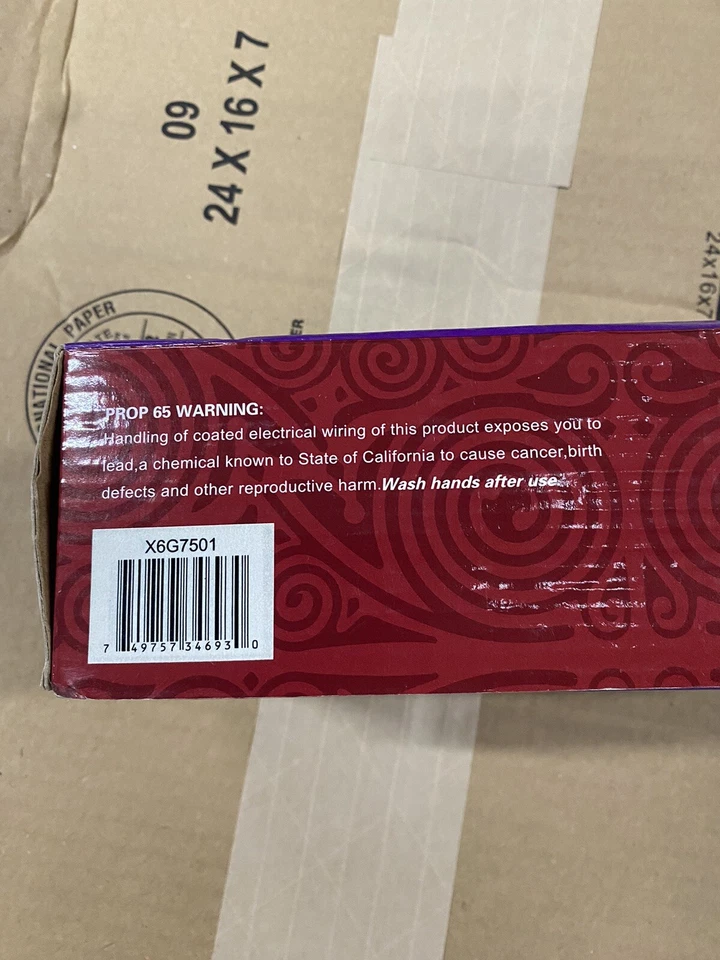 09
24 X 16 X 7
24x16x7
NATIONAL PAPER
PROP 65 WARNING:
Handling of coated electrical wiring of this product exposes you to
lead,a chemical known to State of California to cause cancer,birth
defects and other reproductive harm.Wash hands after use.
X6G7501
7 49757 34693 0